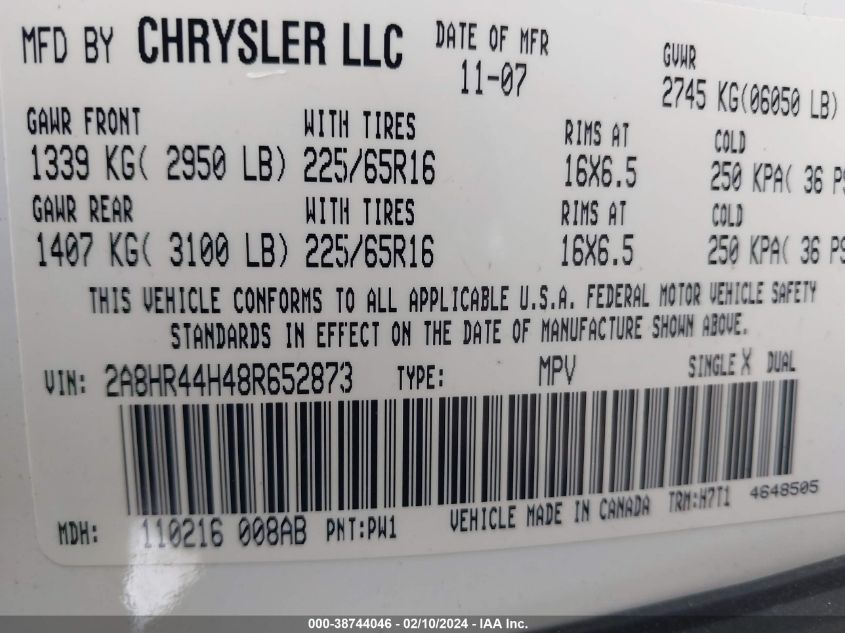 MFD BY CHRYSLER LLC DATE OF MFR GVWR
11-07 2745 KG(06050 LB)
GAWR FRONT WITH TIRES RIMS AT COLD
1339 KG( 2950 LB) 225/65R16 16X6.5 250 KPA( 36 PS
GAWR REAR WITH TIRES RIMS AT COLD
1407 KG( 3100 LB) 225/65R16 16X6.5 250 KPA( 36 PS
THIS VEHICLE CONFORMS TO ALL APPLICABLE U.S.A. FEDERAL MOTOR VEHICLE SAFETY
STANDARDS IN EFFECT ON THE DATE OF MANUFACTURE SHOWN ABOVE.
VIN: 2A8HR44H48R652873 TYPE: MPV SINGLE X DUAL
MDH: 110216 008AB PNT:PW1 VEHICLE MADE IN CANADA TRM:H7T1 4648505
000-38744046 - 02/10/2024 - IAA Inc.